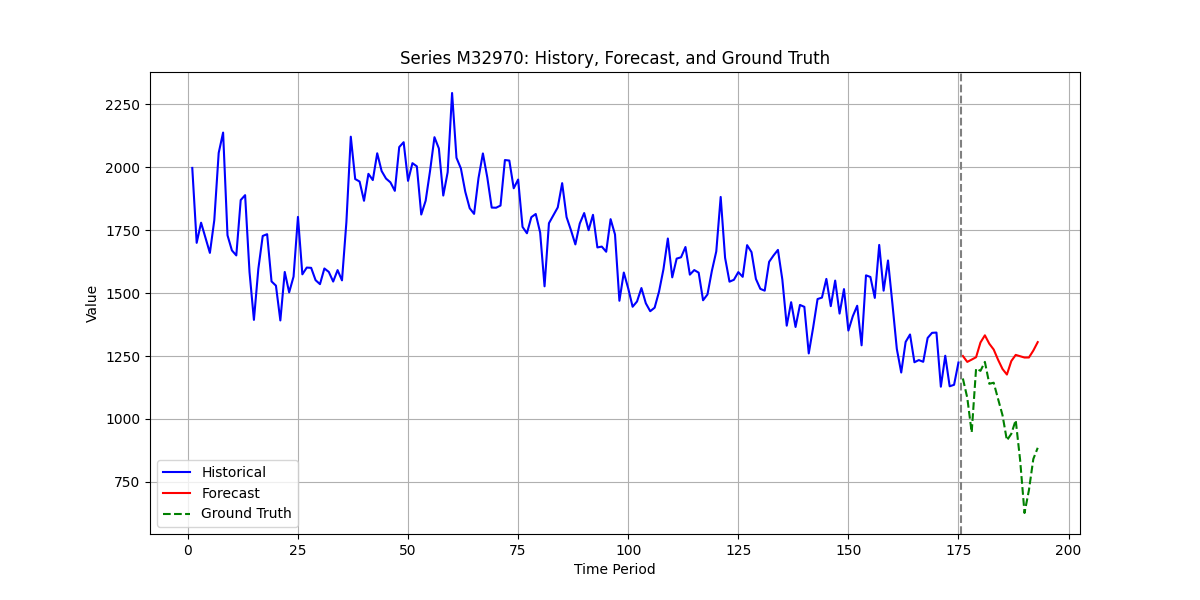 Series M32970: History, Forecast, and Ground Truth
Value
2250
2000
1750
1500
1250
1000
750
Historical
Forecast
Ground Truth
0 25 50 75 100 125 150 175 200
Time Period